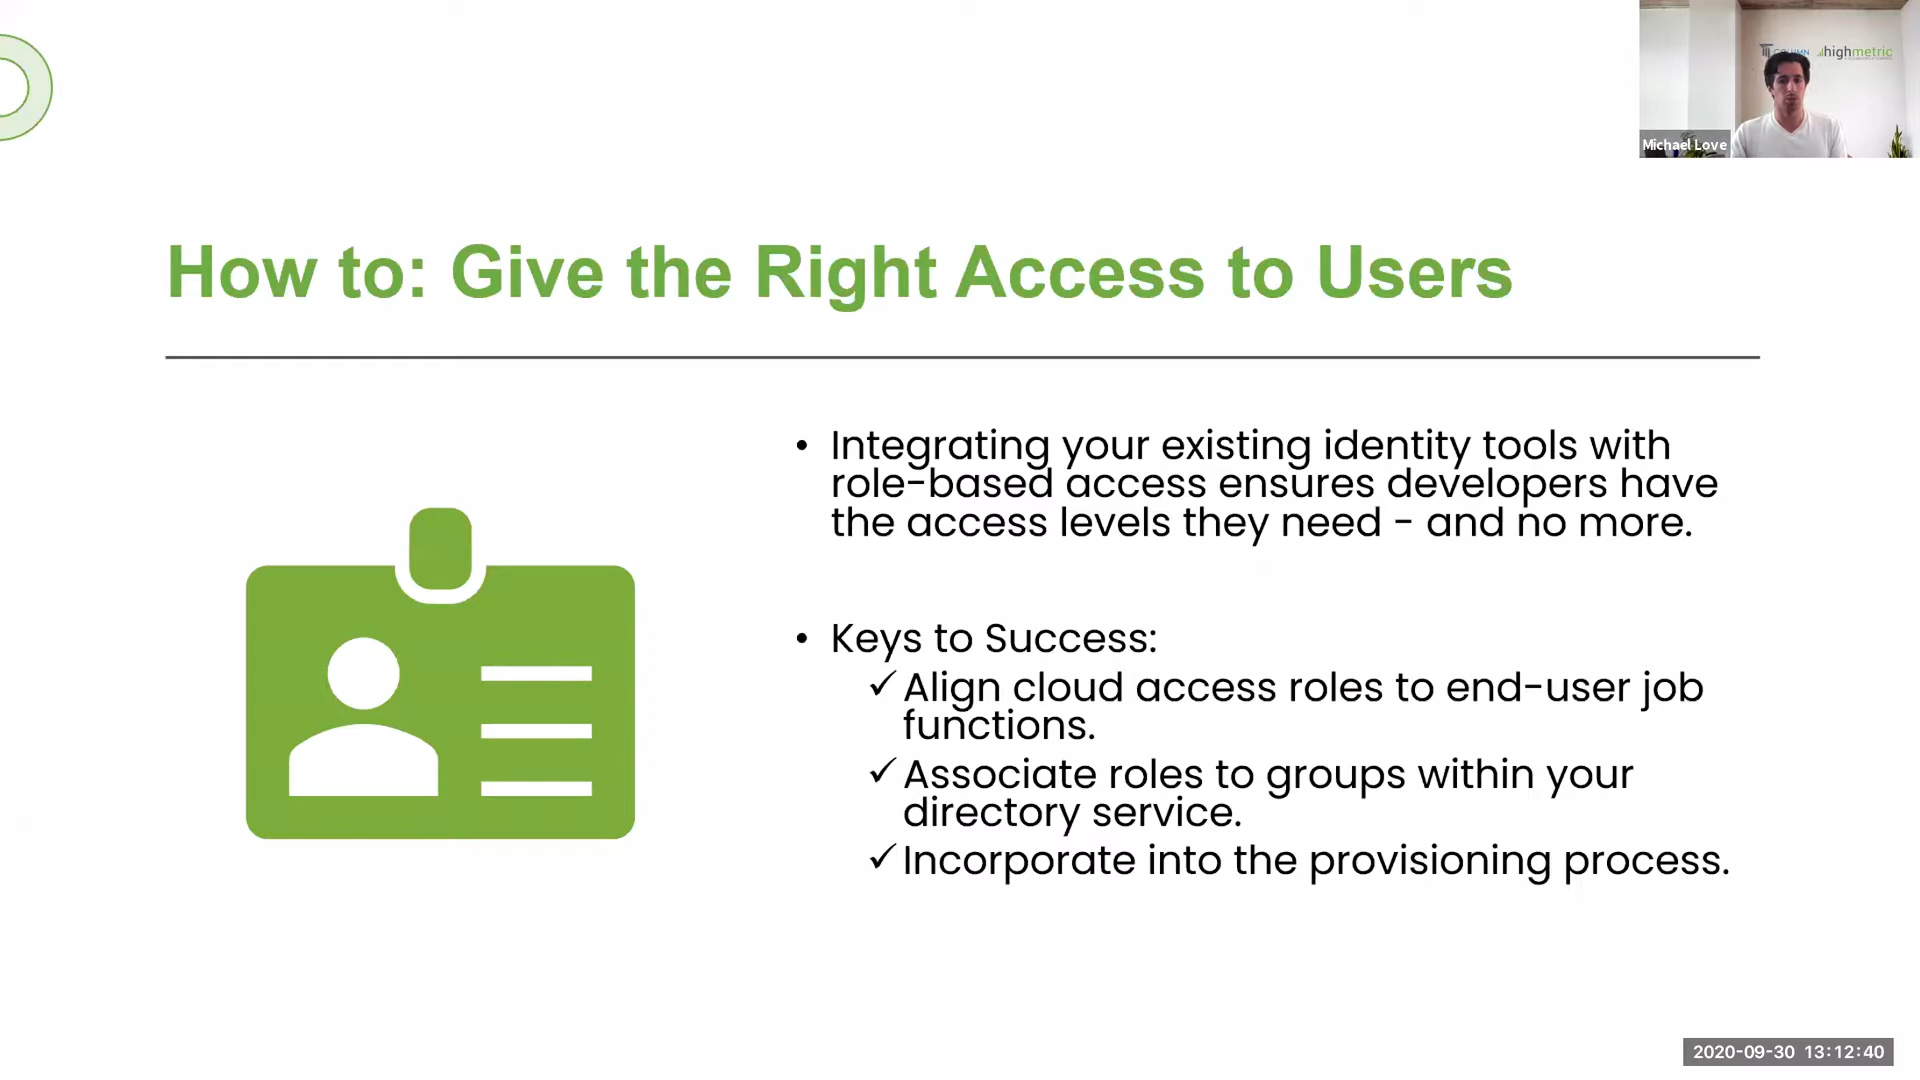 COLUMN highmetric
Michael Love
How to: Give the Right Access to Users
• Integrating your existing identity tools with
role-based access ensures developers have
the access levels they need - and no more.
• Keys to Success:
✓ Align cloud access roles to end-user job
functions.
✓ Associate roles to groups within your
directory service.
✓ Incorporate into the provisioning process.
2020-09-30 13:12:40